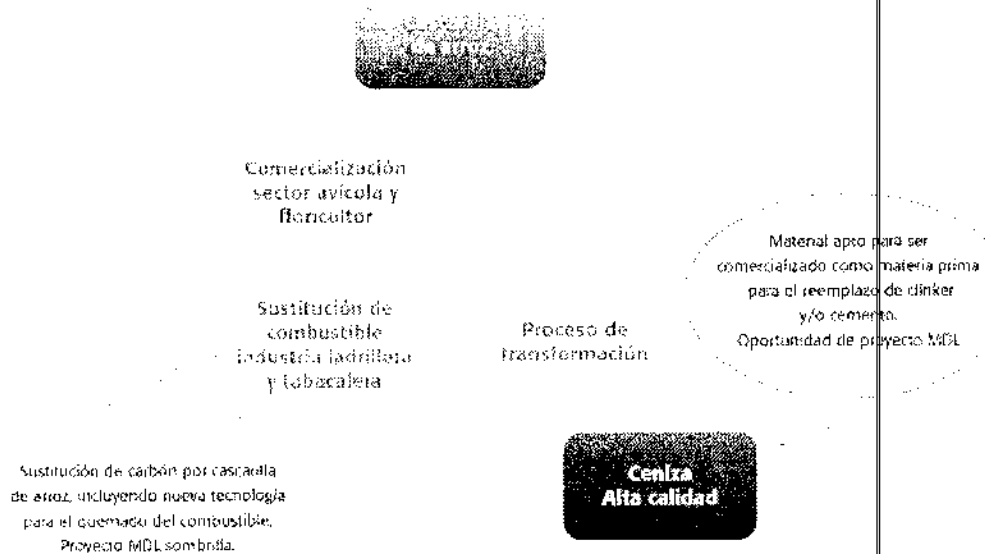 Comercialización
sector avícola y
floricultor
Material apto para ser
comercializado como materia prima
para el reemplazo de clinker
y/o cemento.
Oportunidad de proyecto MDL
Sustitución de
combustible
industria ladrillera
y tabacalera
Proceso de
transformación
Ceniza
Alta calidad
Sustitución de carbón por cascarilla
de arroz, incluyendo nueva tecnología
para el quemado del combustible.
Proyecto MDL sombrilla.